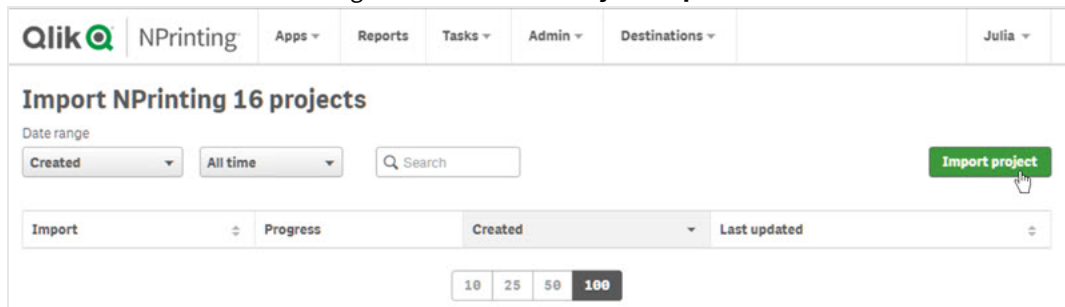 Qlik NPrinting Apps Reports Tasks Admin Destinations Julia
Import NPrinting 16 projects
Date range
Created All time Search Import project
Import Progress Created Last updated
10 25 50 100